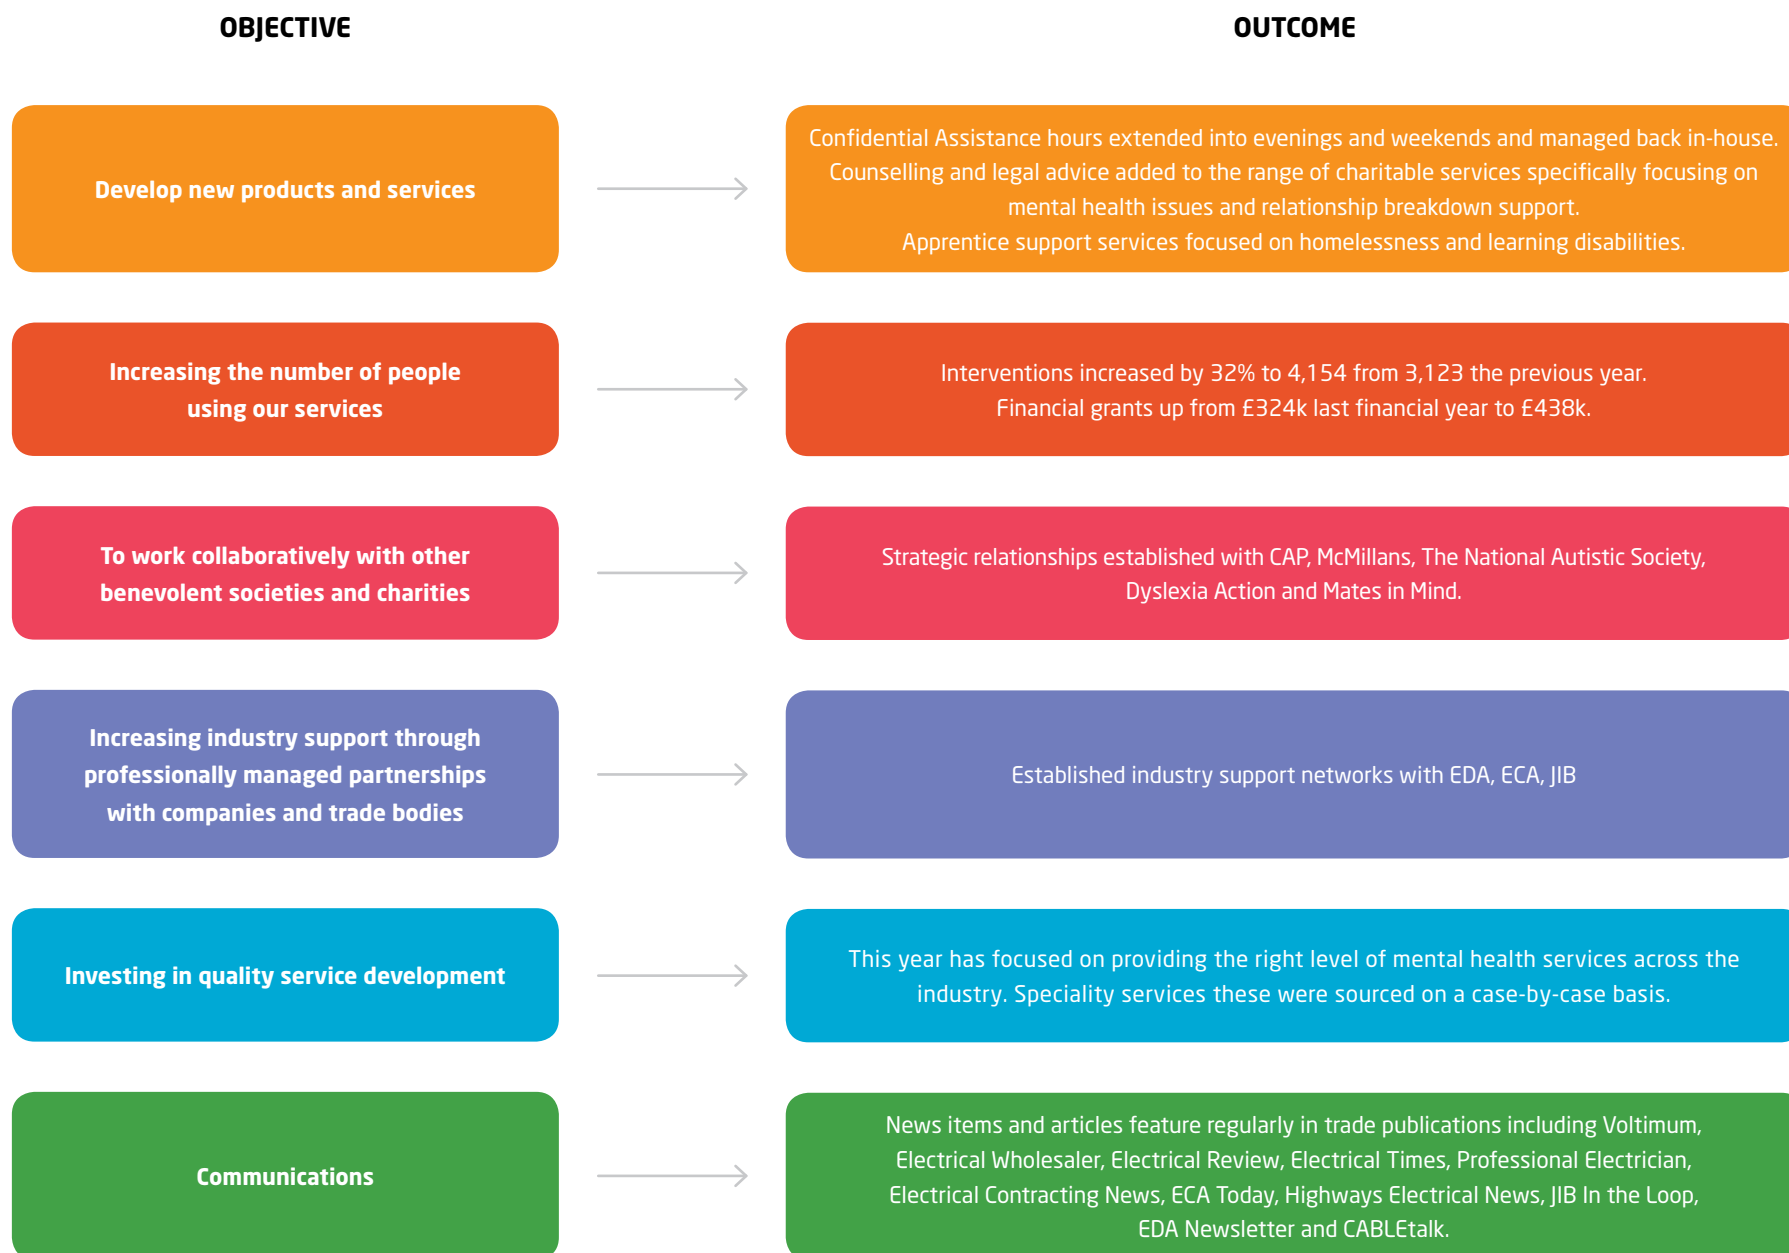 OBJECTIVE
OUTCOME
Develop new products and services
Confidential Assistance hours extended into evenings and weekends and managed back in-house.
Counselling and legal advice added to the range of charitable services specifically focusing on
mental health issues and relationship breakdown support.
Apprentice support services focused on homelessness and learning disabilities.
Increasing the number of people
using our services
Interventions increased by 32% to 4,154 from 3,123 the previous year.
Financial grants up from £324k last financial year to £438k.
To work collaboratively with other
benevolent societies and charities
Strategic relationships established with CAP, McMillans, The National Autistic Society,
Dyslexia Action and Mates in Mind.
Increasing industry support through
professionally managed partnerships
with companies and trade bodies
Established industry support networks with EDA, ECA, JIB
Investing in quality service development
This year has focused on providing the right level of mental health services across the
industry. Speciality services these were sourced on a case-by-case basis.
Communications
News items and articles feature regularly in trade publications including Voltimum,
Electrical Wholesaler, Electrical Review, Electrical Times, Professional Electrician,
Electrical Contracting News, ECA Today, Highways Electrical News, JIB In the Loop,
EDA Newsletter and CABLEtalk.